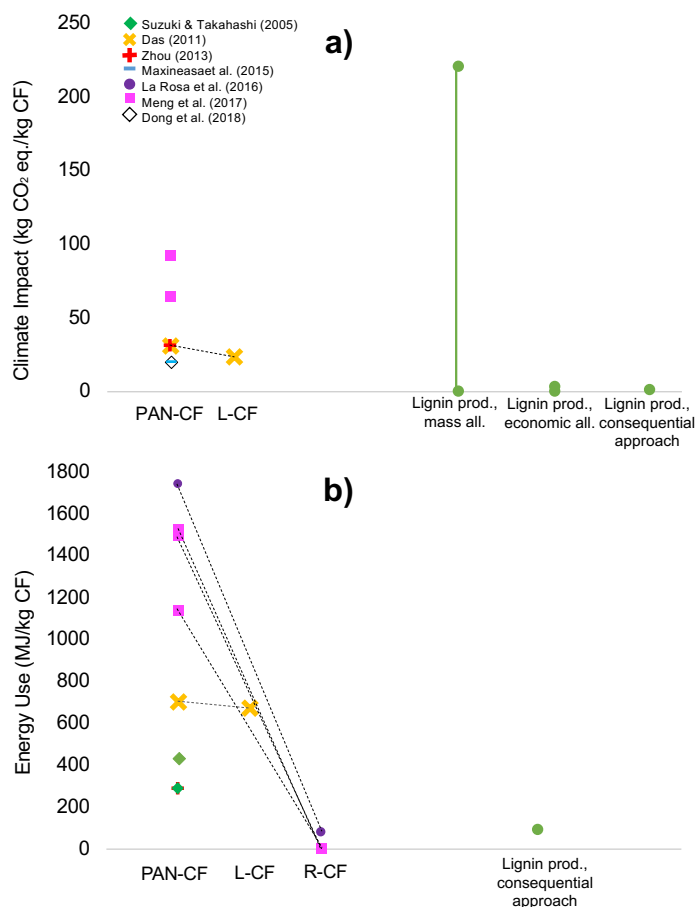 a)
Suzuki & Takahashi (2005)
Das (2011)
Zhou (2013)
Maxineasaet al. (2015)
La Rosa et al. (2016)
Meng et al. (2017)
Dong et al. (2018)
Climate Impact (kg CO₂ eq./kg CF)
250
200
150
100
50
0
PAN-CF
L-CF
Lignin prod.,
mass all.
Lignin prod.,
economic all.
Lignin prod.,
consequential
approach
b)
Energy Use (MJ/kg CF)
1800
1600
1400
1200
1000
800
600
400
200
0
PAN-CF
L-CF
R-CF
Lignin prod.,
consequential
approach